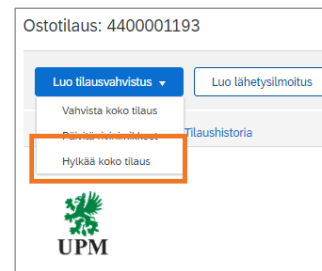 Ostotilaus: 4400001193
Luo tilausvahvistus ▼
Luo lähetysilmoitus
Vahvista koko tilaus
Tilaushistoria
Hylkää koko tilaus
UPM